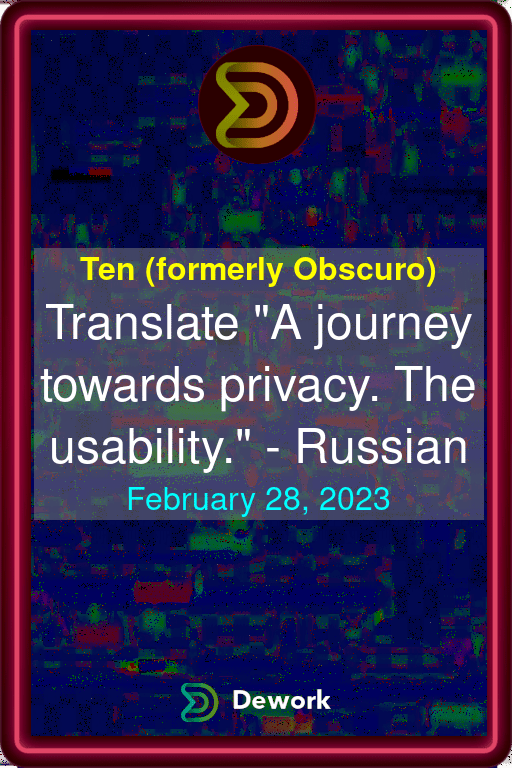 Ten (formerly Obscuro)
Translate "A journey
towards privacy. The
usability." - Russian
February 28, 2023
Dework